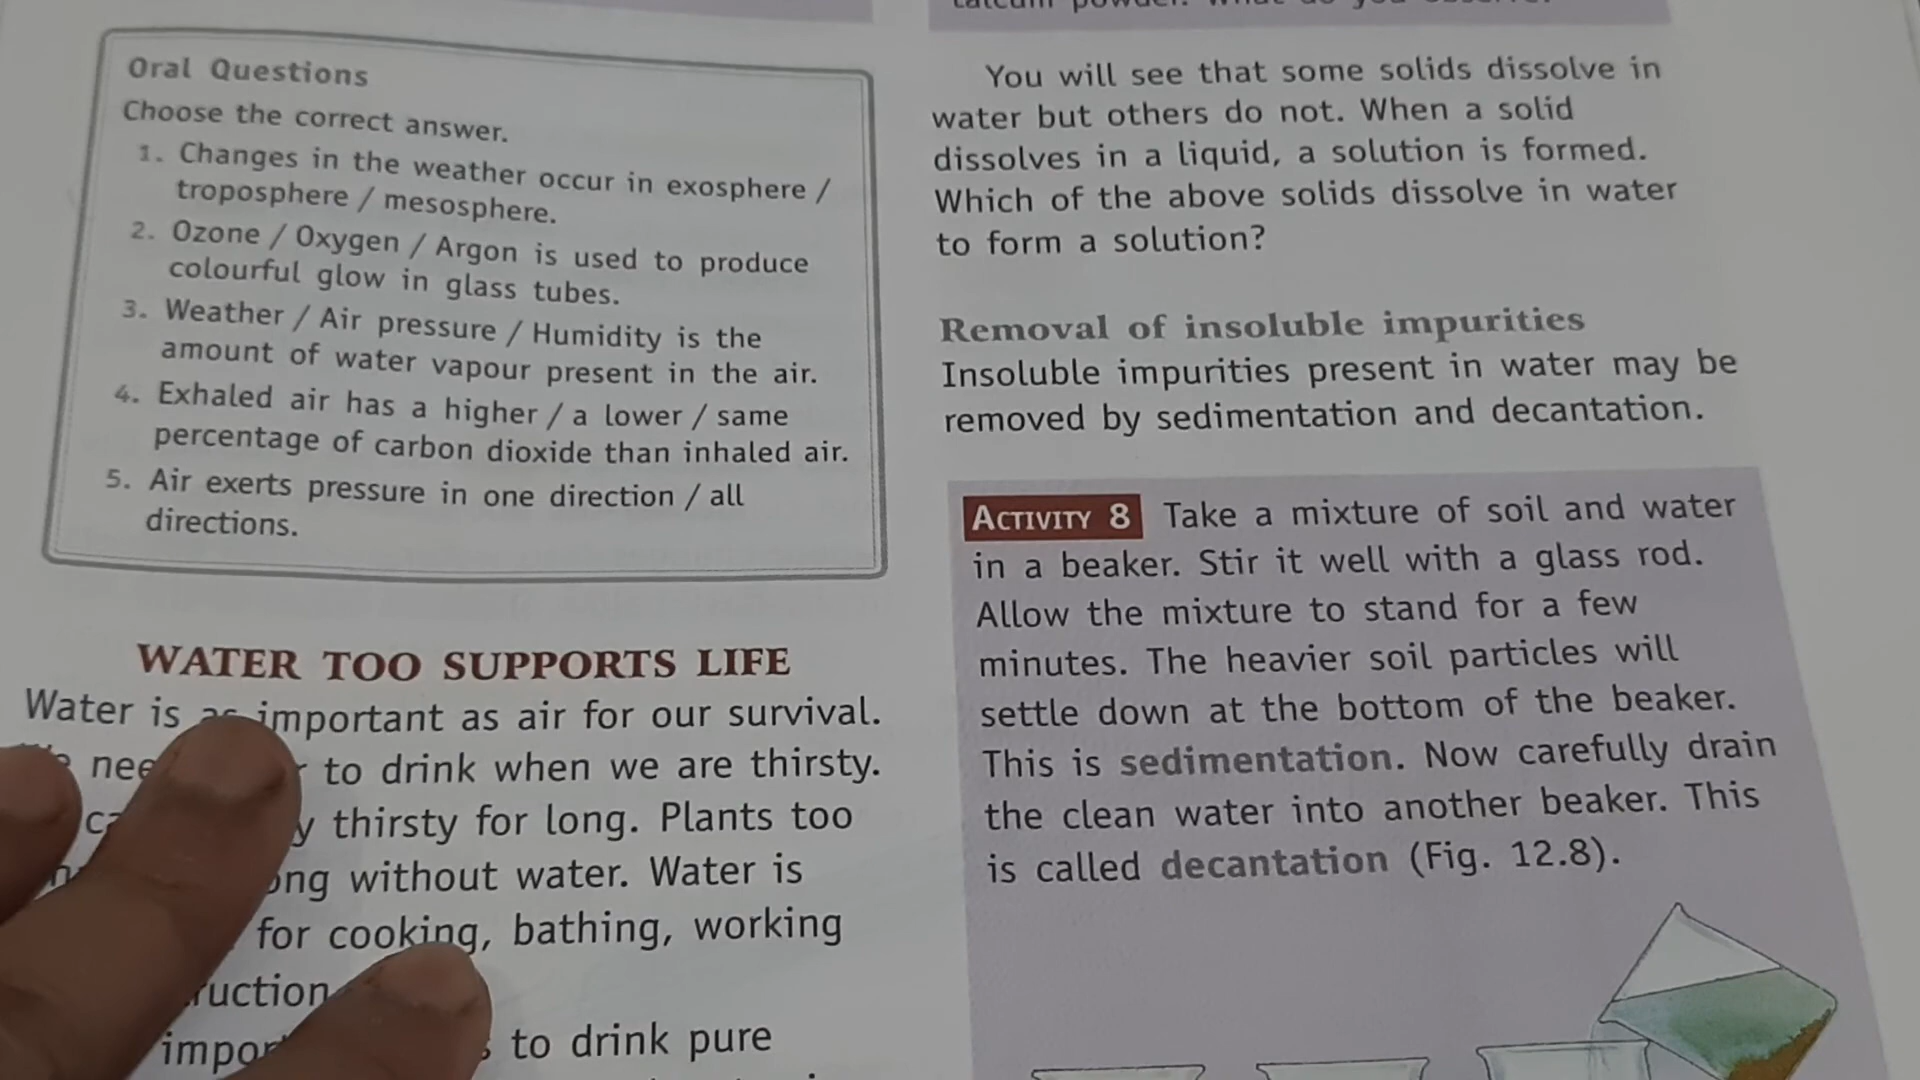 Oral Questions
Choose the correct answer.
1. Changes in the weather occur in exosphere /
troposphere / mesosphere.
2. Ozone / Oxygen / Argon is used to produce
colourful glow in glass tubes.
3. Weather / Air pressure / Humidity is the
amount of water vapour present in the air.
4. Exhaled air has a higher / a lower / same
percentage of carbon dioxide than inhaled air.
5. Air exerts pressure in one direction / all
directions.
WATER TOO SUPPORTS LIFE
Water is as important as air for our survival.
to drink when we are thirsty.
thirsty for long. Plants too
without water. Water is
for cooking, bathing, working
to drink pure
You will see that some solids dissolve in
water but others do not. When a solid
dissolves in a liquid, a solution is formed.
Which of the above solids dissolve in water
to form a solution?
Removal of insoluble impurities
Insoluble impurities present in water may be
removed by sedimentation and decantation.
ACTIVITY 8 Take a mixture of soil and water
in a beaker. Stir it well with a glass rod.
Allow the mixture to stand for a few
minutes. The heavier soil particles will
settle down at the bottom of the beaker.
This is sedimentation. Now carefully drain
the clean water into another beaker. This
is called decantation (Fig. 12.8).